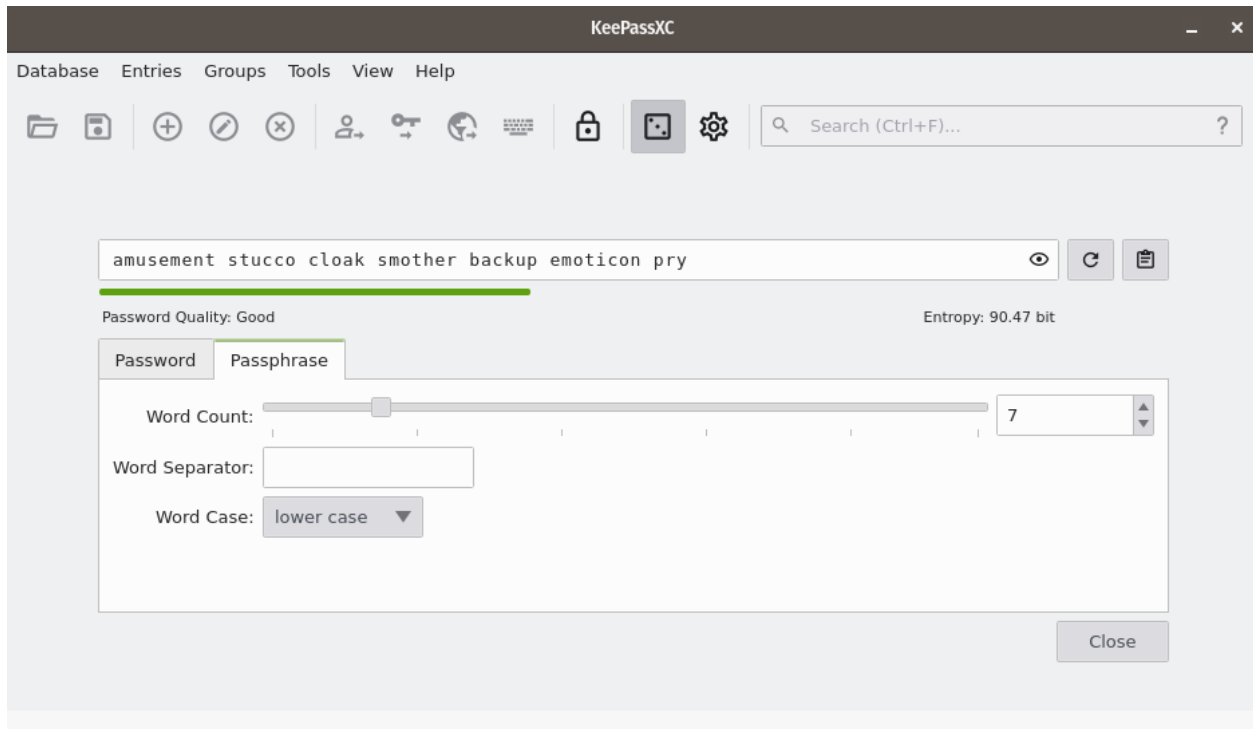 KeePassXC
Database Entries Groups Tools View Help
Search (Ctrl+F)... ?
amusement stucco cloak smother backup emoticon pry
Password Quality: Good Entropy: 90.47 bit
Password Passphrase
Word Count: 7
Word Separator:
Word Case: lower case
Close